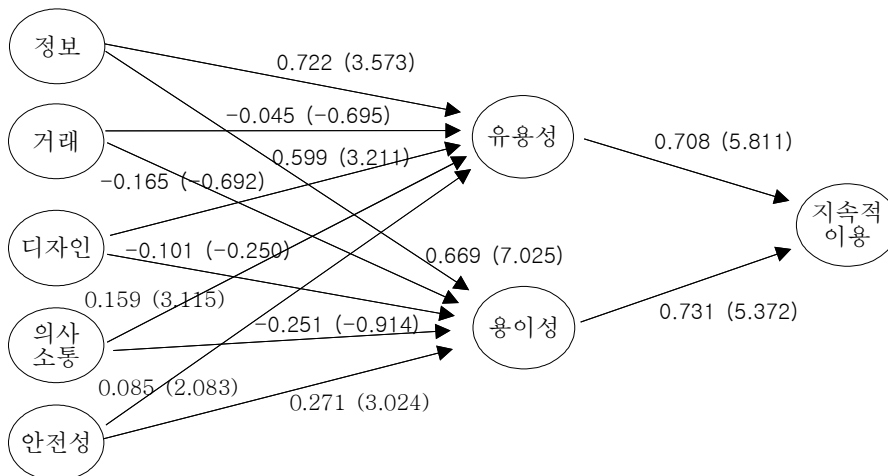 정보
0.722 (3.573)
-0.045 (-0.695)
유용성
거래
0.708 (5.811)
0.599 (3.211)
-0.165 (-0.692)
지속적
이용
디자인
-0.101 (-0.250)
0.669 (7.025)
0.159 (3.115)
용이성
0.731 (5.372)
-0.251 (-0.914)
의사
소통
0.085 (2.083)
0.271 (3.024)
안전성